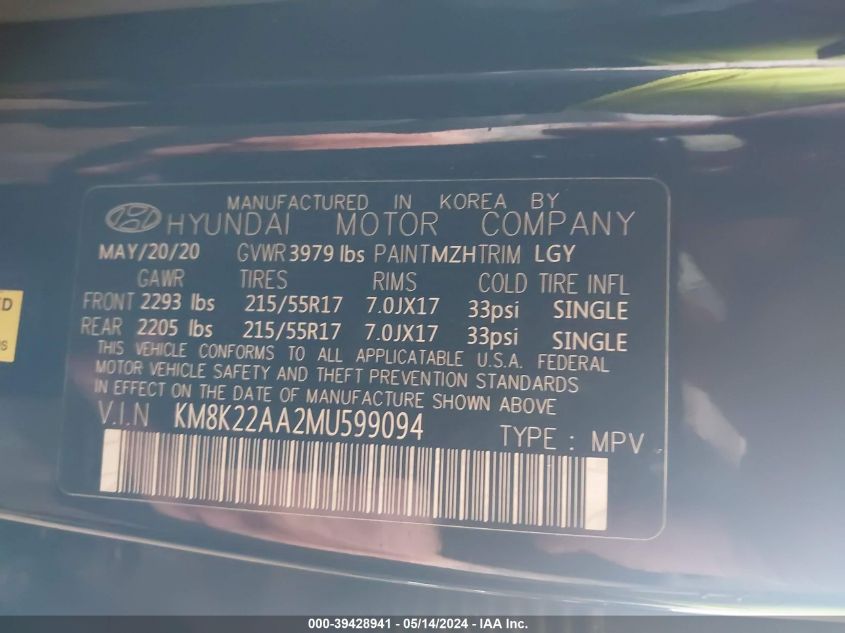 MANUFACTURED IN KOREA BY
HYUNDAI MOTOR COMPANY
MAY/20/20 GVWR 3979 lbs PAINT MZH TRIM LGY
GAWR TIRES RIMS COLD TIRE INFL
FRONT 2293 lbs 215/55R17 7.0JX17 33psi SINGLE
REAR 2205 lbs 215/55R17 7.0JX17 33psi SINGLE
THIS VEHICLE CONFORMS TO ALL APPLICATABLE U.S.A. FEDERAL
MOTOR VEHICLE SAFETY AND THEFT PREVENTION STANDARDS
IN EFFECT ON THE DATE OF MANUFACTURE SHOWN ABOVE
V.I.N KM8K22AA2MU599094
TYPE : MPV
000-39428941 / 05/14/2024 - IAA Inc.